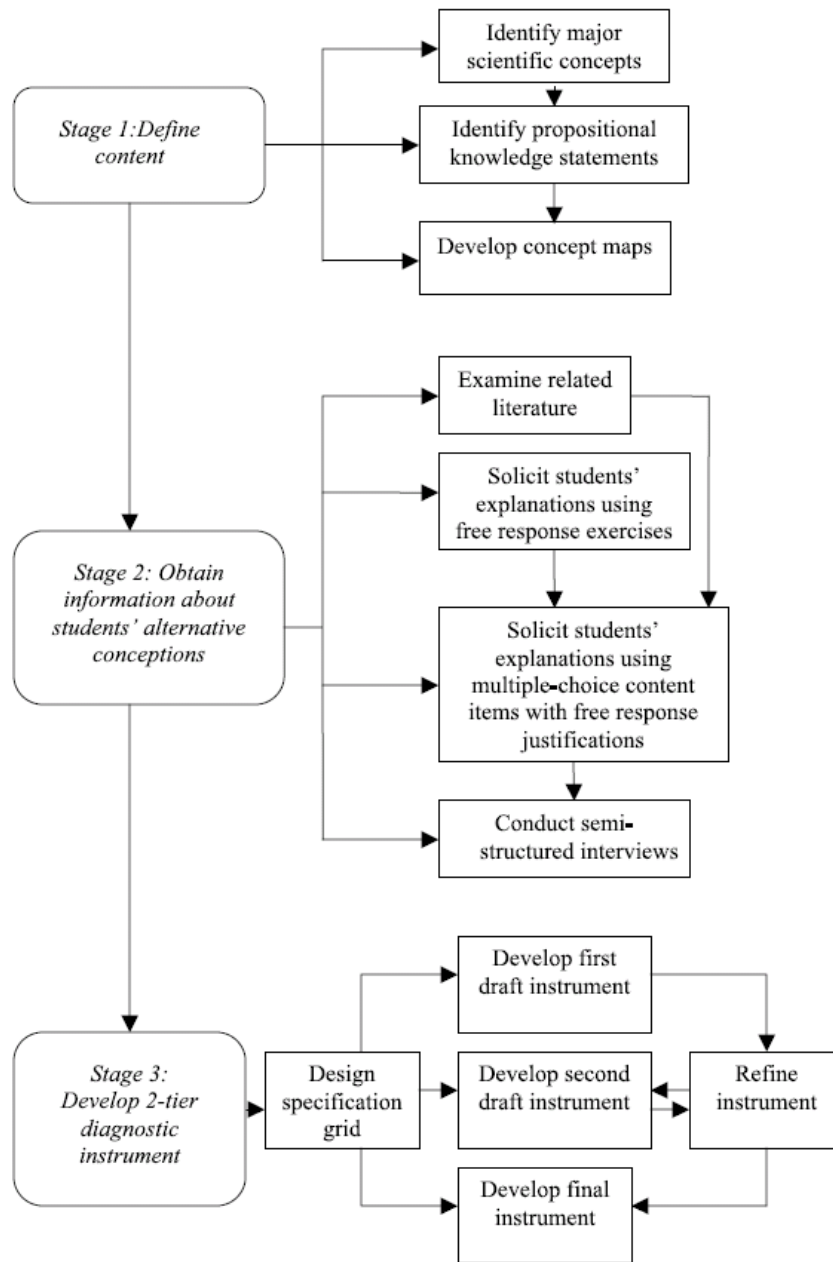 Identify major
scientific concepts
Stage 1:Define
content
Identify propositional
knowledge statements
Develop concept maps
Examine related
literature
Solicit students’
explanations using
free response exercises
Stage 2: Obtain
information about
students’ alternative
conceptions
Solicit students’
explanations using
multiple-choice content
items with free response
justifications
Conduct semi-
structured interviews
Develop first
draft instrument
Stage 3:
Develop 2-tier
diagnostic
instrument
Design
specification
grid
Develop second
draft instrument
Refine
instrument
Develop final
instrument